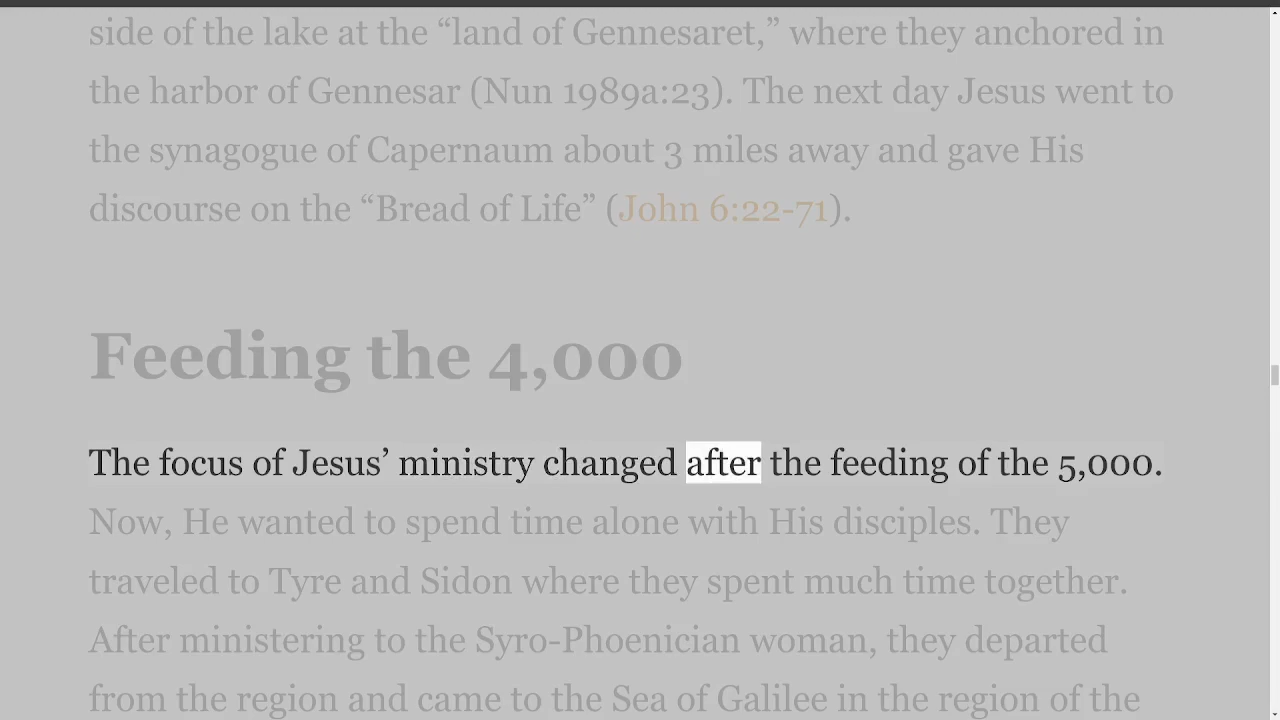 side of the lake at the “land of Gennesaret,” where they anchored in
the harbor of Gennesar (Nun 1989a:23). The next day Jesus went to
the synagogue of Capernaum about 3 miles away and gave His
discourse on the “Bread of Life” (John 6:22-71).
Feeding the 4,000
The focus of Jesus’ ministry changed after the feeding of the 5,000.
Now, He wanted to spend time alone with His disciples. They
traveled to Tyre and Sidon where they spent much time together.
After ministering to the Syro-Phoenician woman, they departed
from the region and came to the Sea of Galilee in the region of the